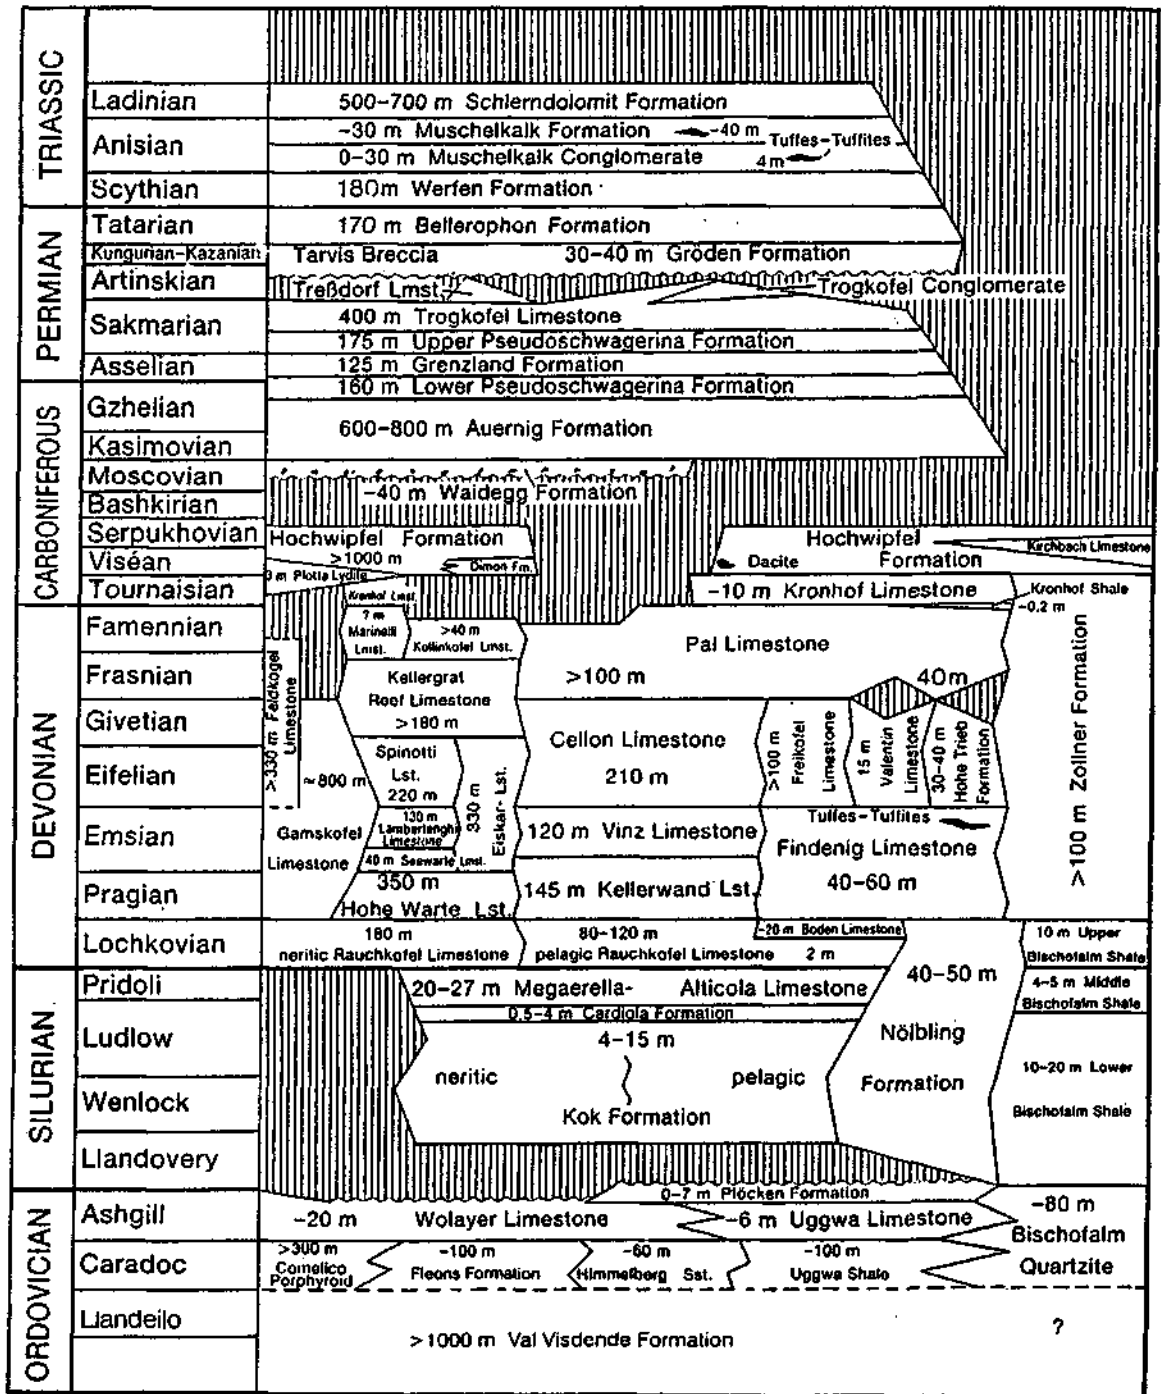 TRIASSIC
Ladinian
500-700 m Schlerndolomit Formation
Anisian
-30 m Muschelkalk Formation
-40 m
Tuffes-Tuffites
0-30 m Muschelkalk Conglomerate
4 m
Scythian
180m Werfen Formation
PERMIAN
Tatarian
170 m Bellerophon Formation
Kungurian-Kazanian
Tarvis Breccia
30-40 m Gröden Formation
Artinskian
Treßdorf Lmst.
Trogkofel Conglomerate
Sakmarian
400 m Trogkofel Limestone
175 m Upper Pseudoschwagerina Formation
Asselian
125 m Grenzland Formation
160 m Lower Pseudoschwagerina Formation
CARBONIFEROUS
Gzhelian
600-800 m Auernig Formation
Kasimovian
Moscovian
-40 m Waidegg Formation
Bashkirian
Serpukhovian
Hochwipfel Formation
>1000 m
Dimon Fm.
Hochwipfel
Formation
Kirchbach Limestone
Viséan
Dacite
3 m Plotta Lydite
Tournaisian
Kronhof Lmst.
-10 m Kronhof Limestone
Kronhof Shale
-0.2 m
DEVONIAN
Famennian
? m
Marinelli
Lmst.
>40 m
Kollinkofel Lmst.
Pal Limestone
Frasnian
>100 m
40m
>330 m Feldkogel
Limestone
Kellergrat
Reef Limestone
>180 m
Givetian
Cellon Limestone
210 m
>100 m
Freikofel
Limestone
15 m
Valentin
Limestone
30-40 m
Hohe Trieb
Formation
>100 m Zollner Formation
Eifelian
≈800 m
Spinotti
Lst.
220 m
330 m
Eiskar- Lst.
Emsian
Gamskofel
Limestone
130 m
Lambertenghi
Limestone
40 m Seewarte Lmst.
120 m Vinz Limestone
Tuffes-Tuffites
Findenig Limestone
40-60 m
Pragian
350 m
Hohe Warte Lst.
145 m Kellerwand Lst.
Lochkovian
180 m
neritic Rauchkofel Limestone
80-120 m
pelagic Rauchkofel Limestone
-20 m Boden Limestone
2 m
10 m Upper
Bischofalm Shale
SILURIAN
Pridoli
20-27 m Megaerella-
Alticola Limestone
40-50 m
Nölbling
Formation
4-5 m Middle
Bischofalm Shale
0.5-4 m Cardiola Formation
Ludlow
4-15 m
neritic
pelagic
Kok Formation
10-20 m Lower
Bischofalm Shale
Wenlock
Llandovery
ORDOVICIAN
0-7 m Plöcken Formation
Ashgill
-20 m
Wolayer Limestone
-6 m Uggwa Limestone
-80 m
Bischofalm
Quartzite
Caradoc
>300 m
Comelico
Porphyroid
-100 m
Fleons Formation
-60 m
Himmelberg Sst.
-100 m
Uggwa Shale
Llandeilo
>1000 m Val Visdende Formation
?